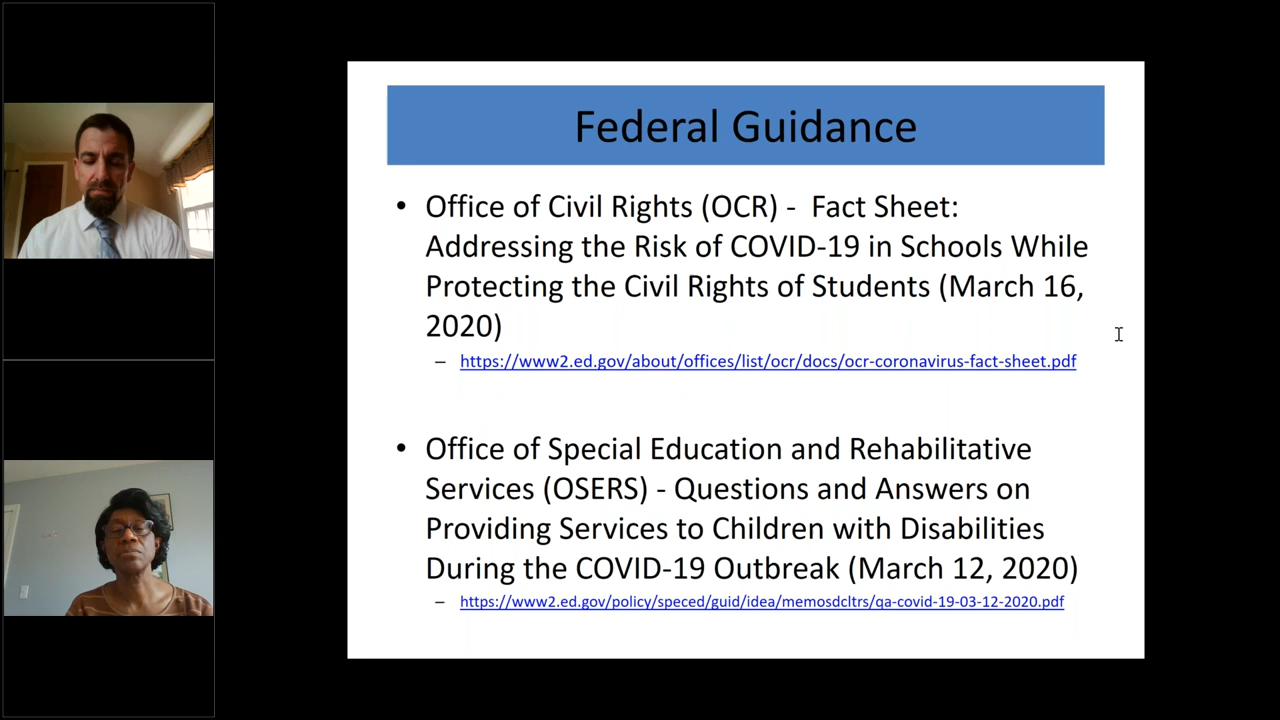 Federal Guidance
• Office of Civil Rights (OCR) - Fact Sheet:
Addressing the Risk of COVID-19 in Schools While
Protecting the Civil Rights of Students (March 16,
2020)
– https://www2.ed.gov/about/offices/list/ocr/docs/ocr-coronavirus-fact-sheet.pdf
• Office of Special Education and Rehabilitative
Services (OSERS) - Questions and Answers on
Providing Services to Children with Disabilities
During the COVID-19 Outbreak (March 12, 2020)
– https://www2.ed.gov/policy/speced/guid/idea/memosdcltrs/qa-covid-19-03-12-2020.pdf